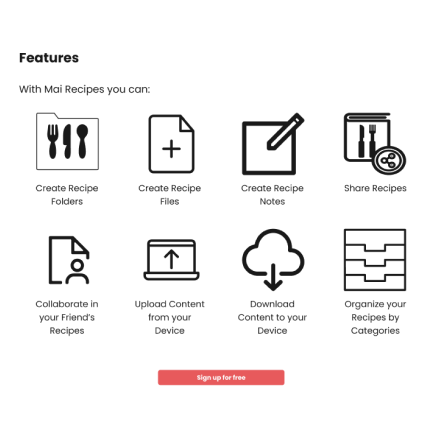 Features
With Mai Recipes you can:
Create Recipe
Folders
Create Recipe
Files
Create Recipe
Notes
Share Recipes
Collaborate in
your Friend's
Recipes
Upload Content
from your
Device
Download
Content to your
Device
Organize your
Recipes by
Categories
Sign up for free